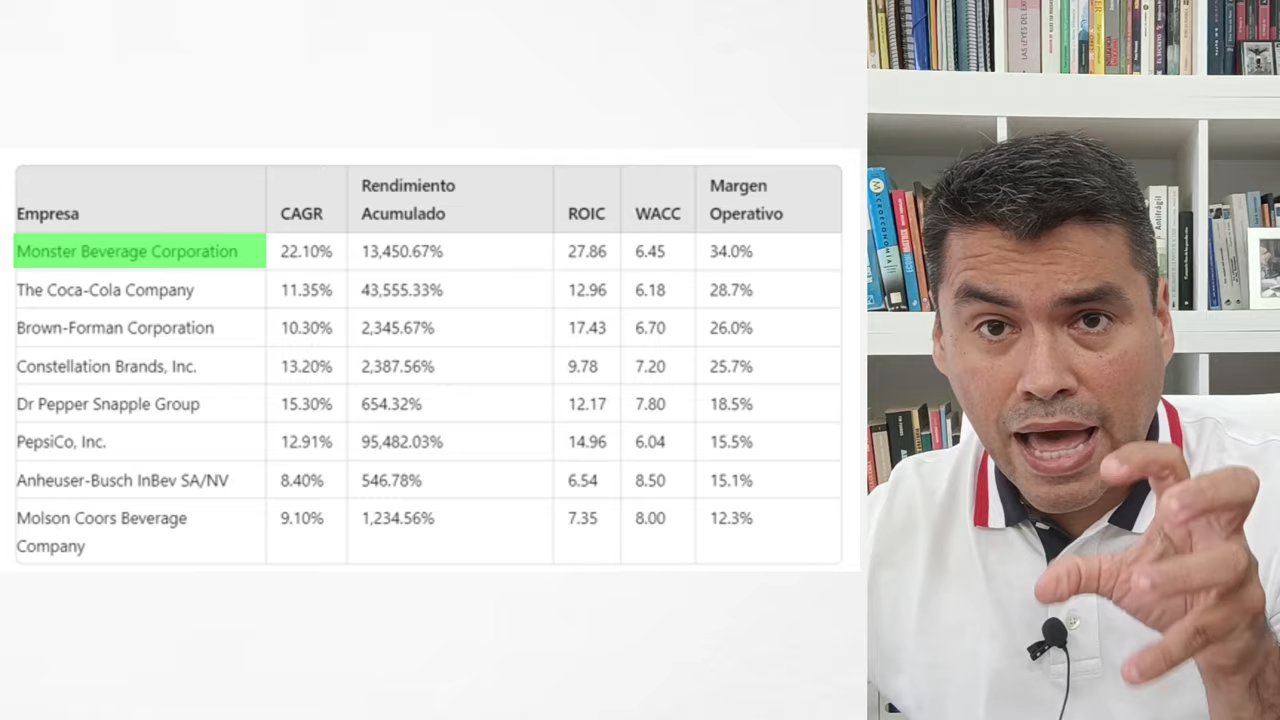 Empresa CAGR Rendimiento Acumulado ROIC WACC Margen Operativo
Monster Beverage Corporation 22.10% 13,450.67% 27.86 6.45 34.0%
The Coca-Cola Company 11.35% 43,555.33% 12.96 6.18 28.7%
Brown-Forman Corporation 10.30% 2,345.67% 17.43 6.70 26.0%
Constellation Brands, Inc. 13.20% 2,387.56% 9.78 7.20 25.7%
Dr Pepper Snapple Group 15.30% 654.32% 12.17 7.80 18.5%
PepsiCo, Inc. 12.91% 95,482.03% 14.96 6.04 15.5%
Anheuser-Busch InBev SA/NV 8.40% 546.78% 6.54 8.50 15.1%
Molson Coors Beverage Company 9.10% 1,234.56% 7.35 8.00 12.3%
LAS LEYES DEL
MACROECONOMÍA
Antifrágil